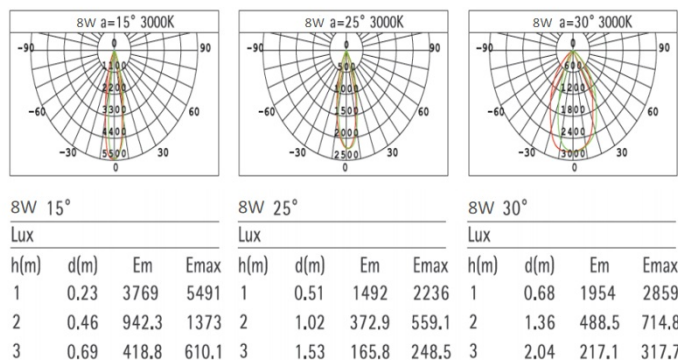 8W a=15° 3000K
-90 0 90
1100
2200
-60 3300 60
4400
-30 5500 30
0
8W a=25° 3000K
-90 0 90
500
1000
-60 1500 60
2000
-30 2500 30
0
8W a=30° 3000K
-90 0 90
600
1200
-60 1800 60
2400
-30 3000 30
0
8W 15°
Lux
h(m) d(m) Em Emax
1 0.23 3769 5491
2 0.46 942.3 1373
3 0.69 418.8 610.1
8W 25°
Lux
h(m) d(m) Em Emax
1 0.51 1492 2236
2 1.02 372.9 559.1
3 1.53 165.8 248.5
8W 30°
Lux
h(m) d(m) Em Emax
1 0.68 1954 2859
2 1.36 488.5 714.8
3 2.04 217.1 317.7